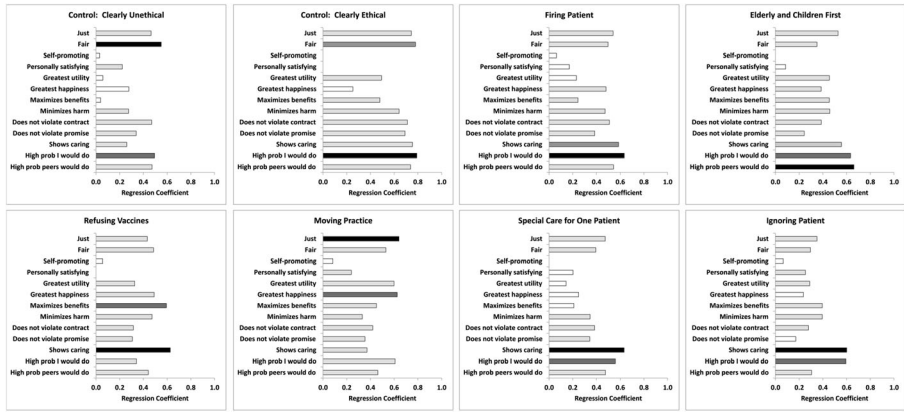 Control: Clearly Unethical
Just
Fair
Self-promoting
Personally satisfying
Greatest utility
Greatest happiness
Maximizes benefits
Minimizes harm
Does not violate contract
Does not violate promise
Shows caring
High prob I would do
High prob peers would do
0.0 0.2 0.4 0.6 0.8 1.0
Regression Coefficient
Control: Clearly Ethical
Just
Fair
Self-promoting
Personally satisfying
Greatest utility
Greatest happiness
Maximizes benefits
Minimizes harm
Does not violate contract
Does not violate promise
Shows caring
High prob I would do
High prob peers would do
0.0 0.2 0.4 0.6 0.8 1.0
Regression Coefficient
Firing Patient
Just
Fair
Self-promoting
Personally satisfying
Greatest utility
Greatest happiness
Maximizes benefits
Minimizes harm
Does not violate contract
Does not violate promise
Shows caring
High prob I would do
High prob peers would do
0.0 0.2 0.4 0.6 0.8 1.0
Regression Coefficient
Elderly and Children First
Just
Fair
Self-promoting
Personally satisfying
Greatest utility
Greatest happiness
Maximizes benefits
Minimizes harm
Does not violate contract
Does not violate promise
Shows caring
High prob I would do
High prob peers would do
0.0 0.2 0.4 0.6 0.8 1.0
Regression Coefficient
Refusing Vaccines
Just
Fair
Self-promoting
Personally satisfying
Greatest utility
Greatest happiness
Maximizes benefits
Minimizes harm
Does not violate contract
Does not violate promise
Shows caring
High prob I would do
High prob peers would do
0.0 0.2 0.4 0.6 0.8 1.0
Regression Coefficient
Moving Practice
Just
Fair
Self-promoting
Personally satisfying
Greatest utility
Greatest happiness
Maximizes benefits
Minimizes harm
Does not violate contract
Does not violate promise
Shows caring
High prob I would do
High prob peers would do
0.0 0.2 0.4 0.6 0.8 1.0
Regression Coefficient
Special Care for One Patient
Just
Fair
Self-promoting
Personally satisfying
Greatest utility
Greatest happiness
Maximizes benefits
Minimizes harm
Does not violate contract
Does not violate promise
Shows caring
High prob I would do
High prob peers would do
0.0 0.2 0.4 0.6 0.8 1.0
Regression Coefficient
Ignoring Patient
Just
Fair
Self-promoting
Personally satisfying
Greatest utility
Greatest happiness
Maximizes benefits
Minimizes harm
Does not violate contract
Does not violate promise
Shows caring
High prob I would do
High prob peers would do
0.0 0.2 0.4 0.6 0.8 1.0
Regression Coefficient